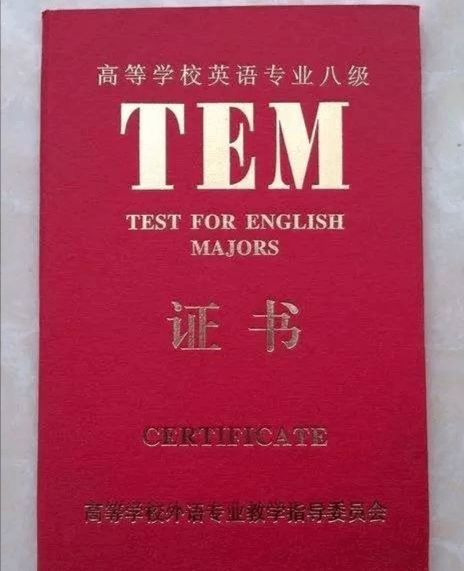 高等学校英语专业八级
TEM
TEST FOR ENGLISH
MAJORS
证书
CERTIFICATE
高等学校外语专业教学指导委员会